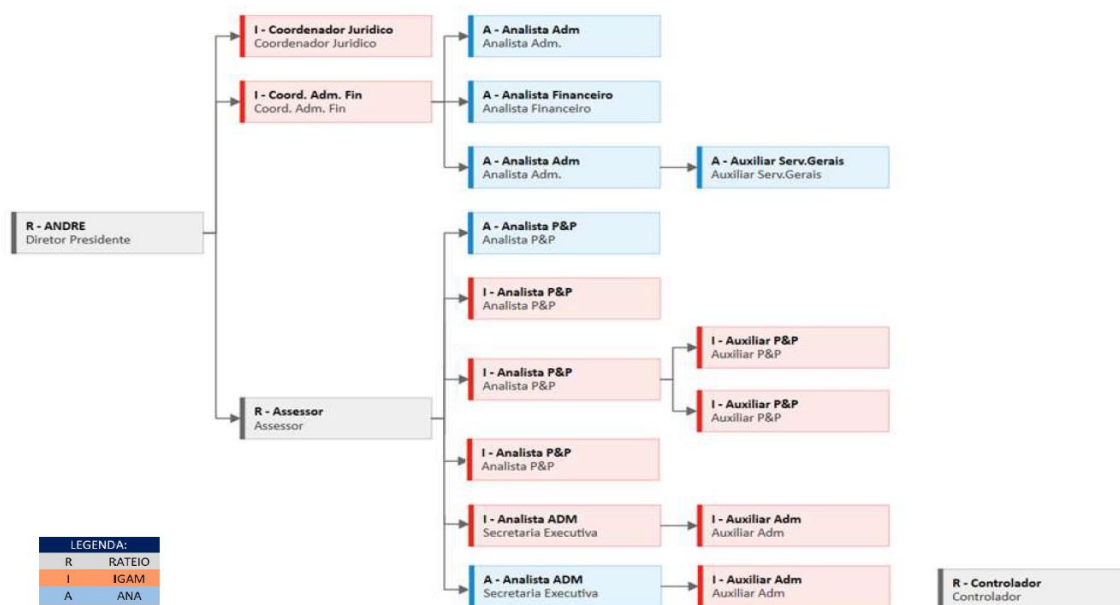 I - Coordenador Juridico
Coordenador Juridico
I - Coord. Adm. Fin
Coord. Adm. Fin
A - Analista Adm
Analista Adm.
A - Analista Financeiro
Analista Financeiro
A - Analista Adm
Analista Adm.
A - Auxiliar Serv.Gerais
Auxiliar Serv.Gerais
R - ANDRE
Diretor Presidente
A - Analista P&P
Analista P&P
I - Analista P&P
Analista P&P
I - Analista P&P
Analista P&P
I - Auxiliar P&P
Auxiliar P&P
I - Auxiliar P&P
Auxiliar P&P
R - Assessor
Assessor
I - Analista P&P
Analista P&P
I - Analista ADM
Secretaria Executiva
I - Auxiliar Adm
Auxiliar Adm
A - Analista ADM
Secretaria Executiva
I - Auxiliar Adm
Auxiliar Adm
R - Controlador
Controlador
LEGENDA:
R RATEIO
I IGAM
A ANA